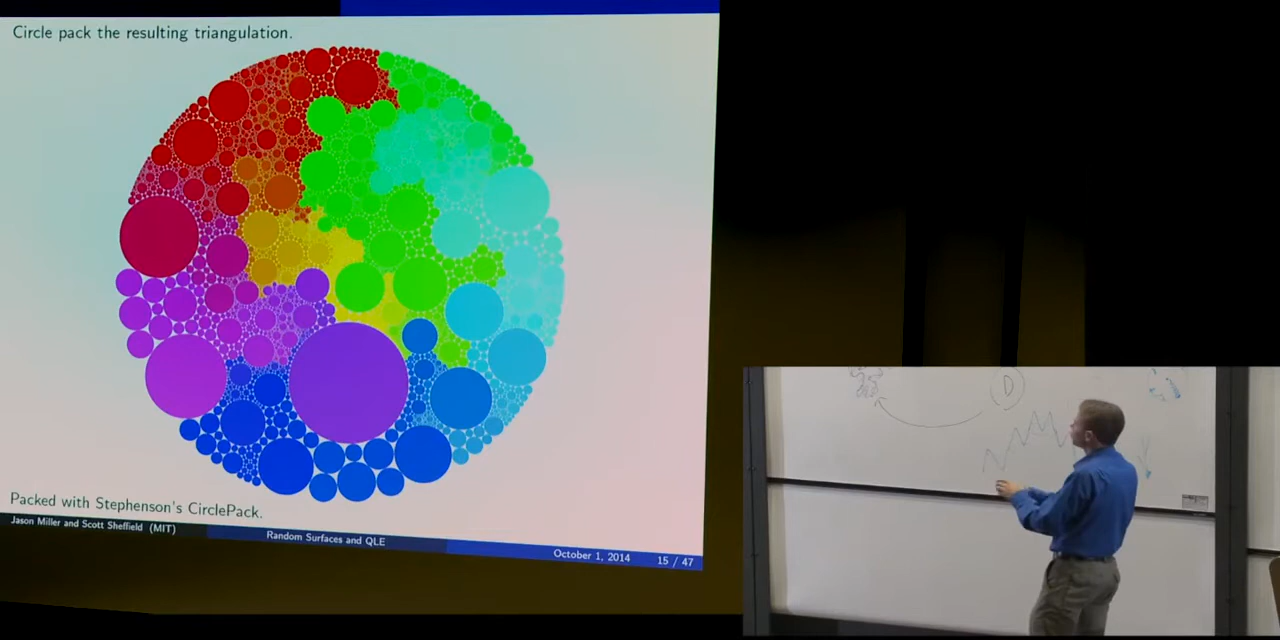 Circle pack the resulting triangulation.
Packed with Stephenson's CirclePack.
Jason Miller and Scott Sheffield (MIT)
Random Surfaces and QLE
October 1, 2014
15 / 47
D